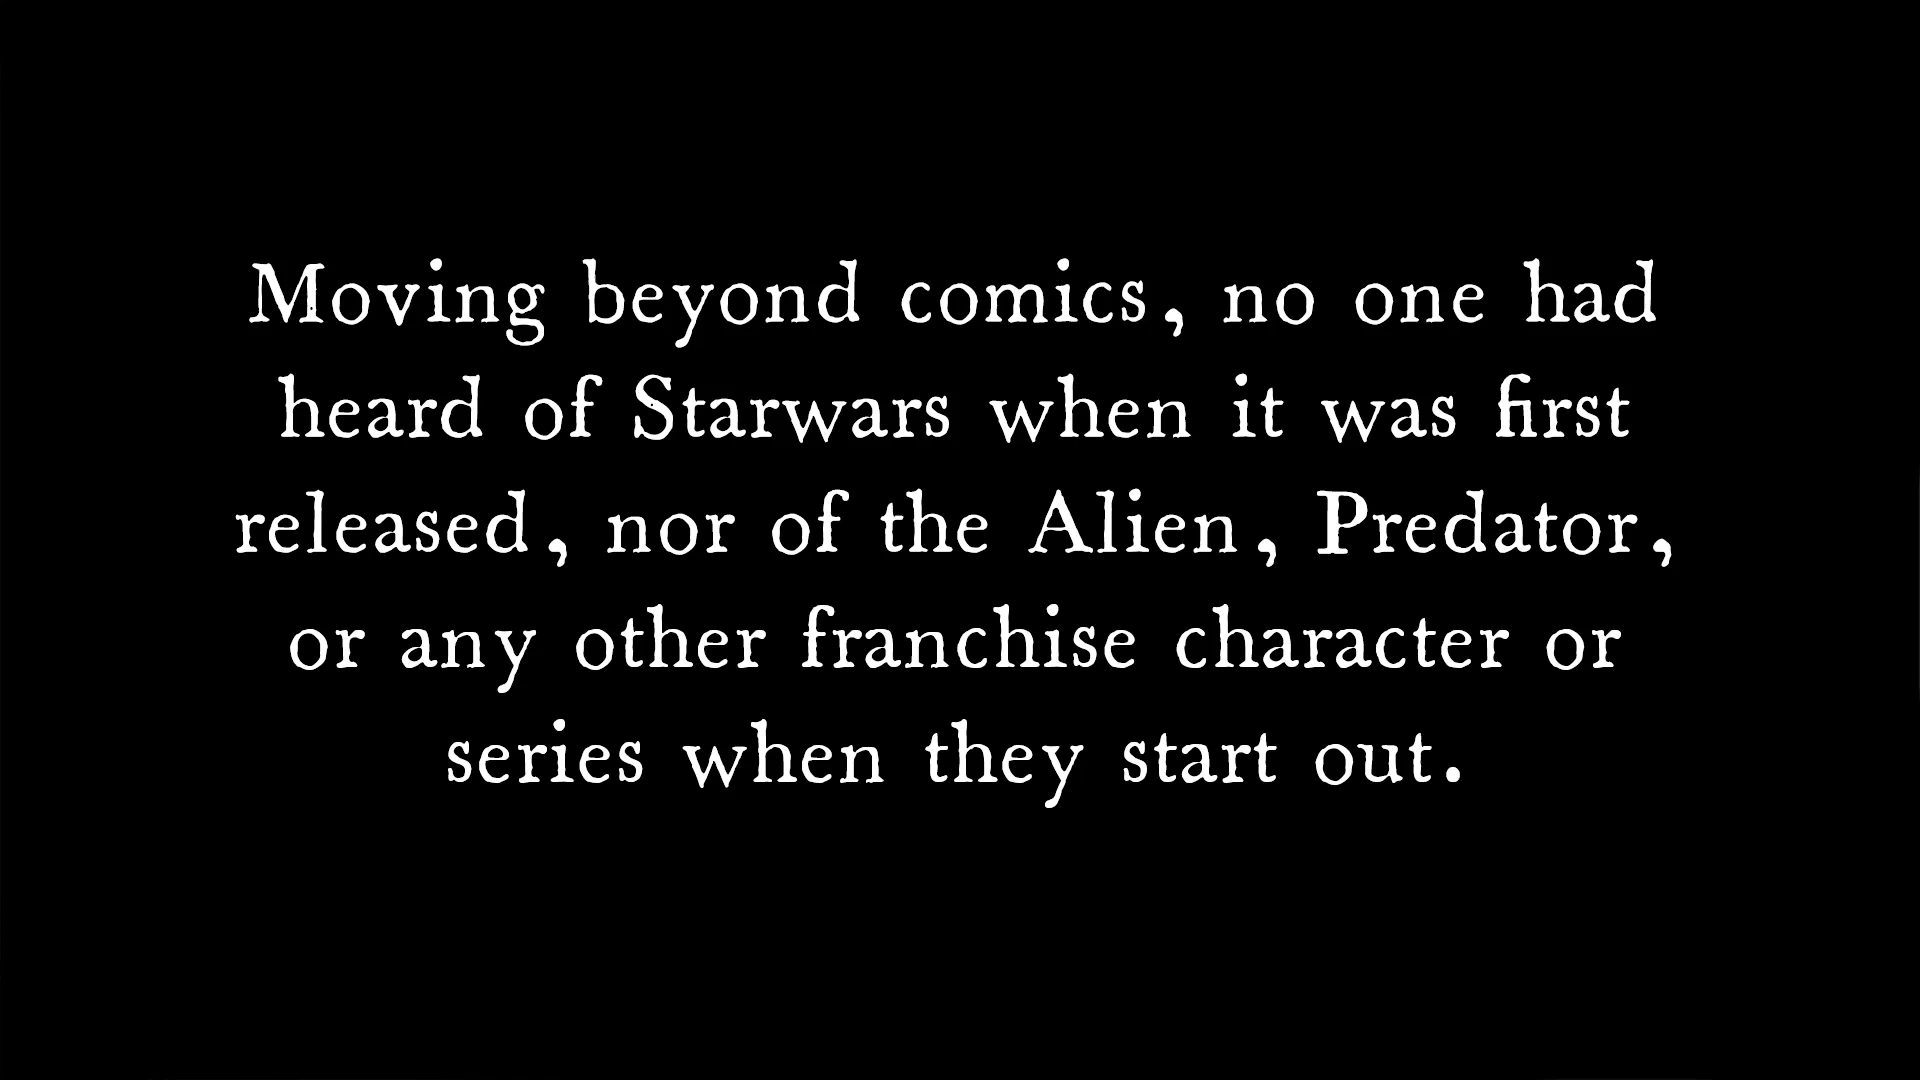 Moving beyond comics, no one had
heard of Starwars when it was first
released, nor of the Alien, Predator,
or any other franchise character or
series when they start out.